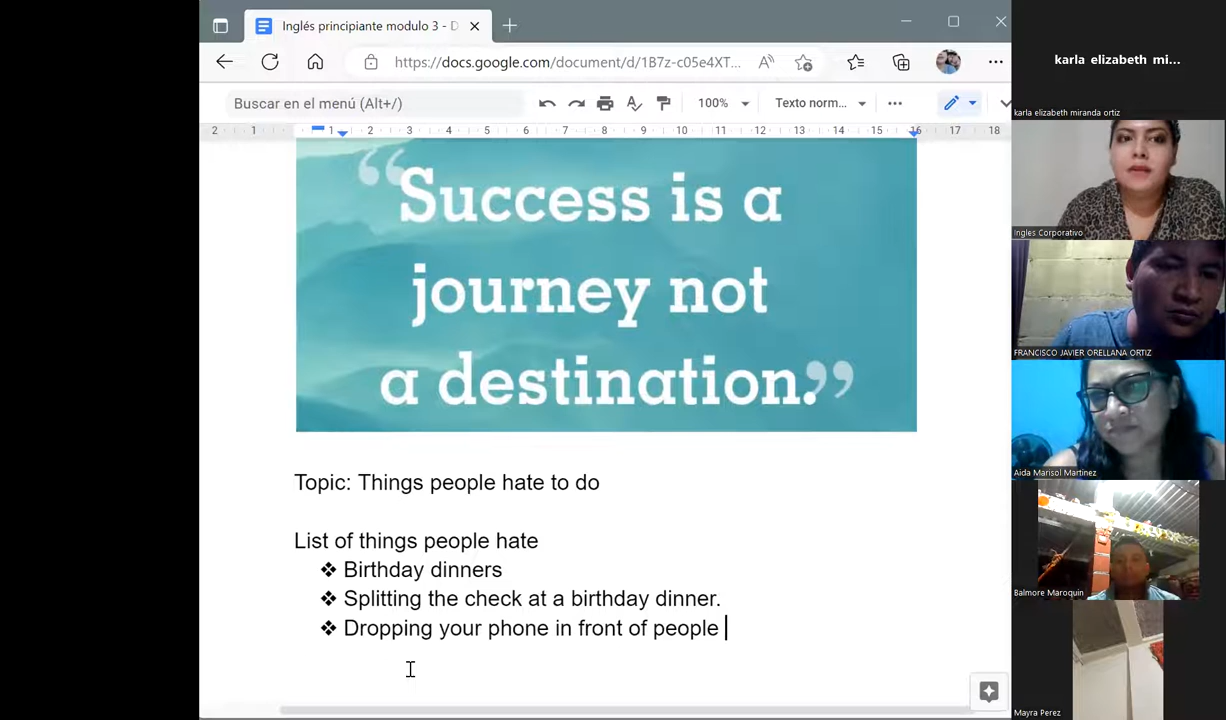 Inglés principiante modulo 3 - D
https://docs.google.com/document/d/1B7z-c05e4XT...
Buscar en el menú (Alt+/)
100%
Texto norm...
2 1 1 2 3 4 5 6 7 8 9 10 11 12 13 14 15 16 17 18
“Success is a
journey not
a destination.”
Topic: Things people hate to do
List of things people hate
❖ Birthday dinners
❖ Splitting the check at a birthday dinner.
❖ Dropping your phone in front of people
karla elizabeth mi...
karla elizabeth miranda ortiz
Ingles Corporativo
FRANCISCO JAVIER ORELLANA ORTIZ
Aida Marisol Martinez
Balmore Maroquin
Mayra Perez